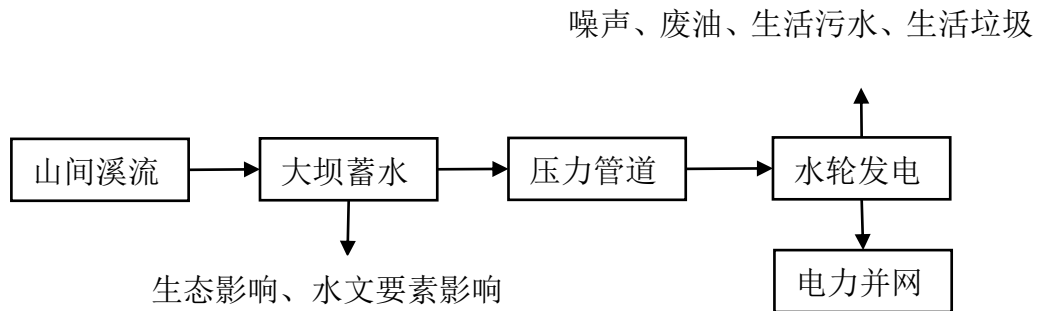 噪声、废油、生活污水、生活垃圾
山间溪流
大坝蓄水
压力管道
水轮发电
生态影响、水文要素影响
电力并网